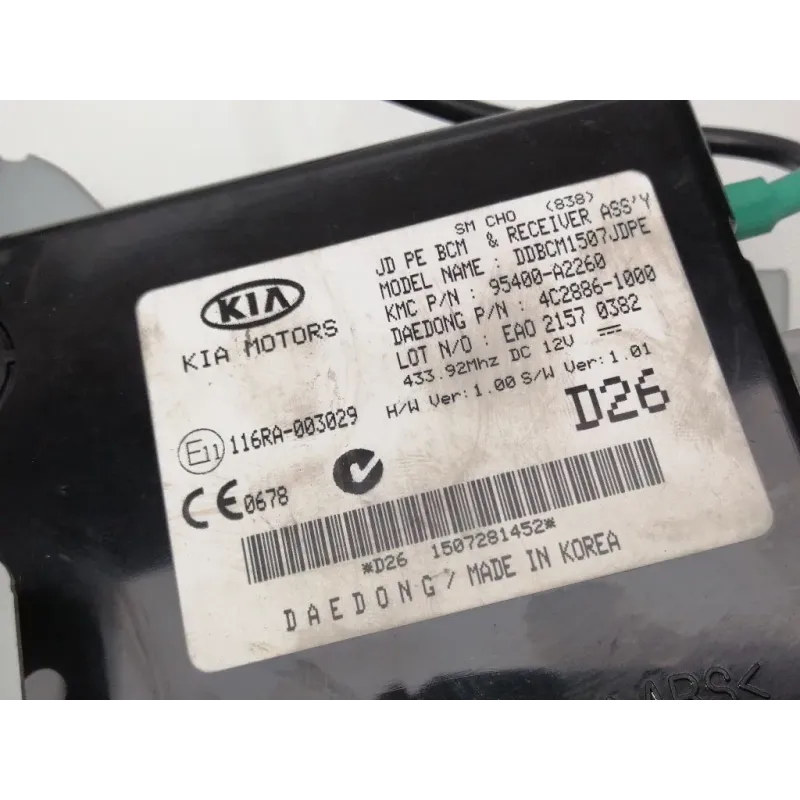 SM CHO (838)
JD PE BCM & RECEIVER ASS'Y
MODEL NAME : DDBCM1507JDPE
KMC P/N : 95400-A2260
DAEDONG P/N : 4C2886-1000
LOT N/O : EAO 2157 0382
433.92Mhz DC 12V
H/W Ver:1.00 S/W Ver:1.01
KIA
KIA MOTORS
D26
E11 116RA-003029
CE 0678
*D26 1507281452*
DAEDONG/ MADE IN KOREA
ABS<